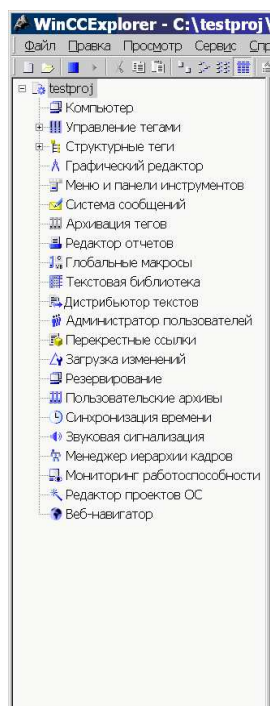 WinCCExplorer - C:\testproj\
Файл Правка Просмотр Сервис Спр
testproj
Компьютер
Управление тегами
Структурные теги
Графический редактор
Меню и панели инструментов
Система сообщений
Архивация тегов
Редактор отчетов
Глобальные макросы
Текстовая библиотека
Дистрибьютор текстов
Администратор пользователей
Перекрестные ссылки
Загрузка изменений
Резервирование
Пользовательские архивы
Синхронизация времени
Звуковая сигнализация
Менеджер иерархии кадров
Мониторинг работоспособности
Редактор проектов ОС
Веб-навигатор